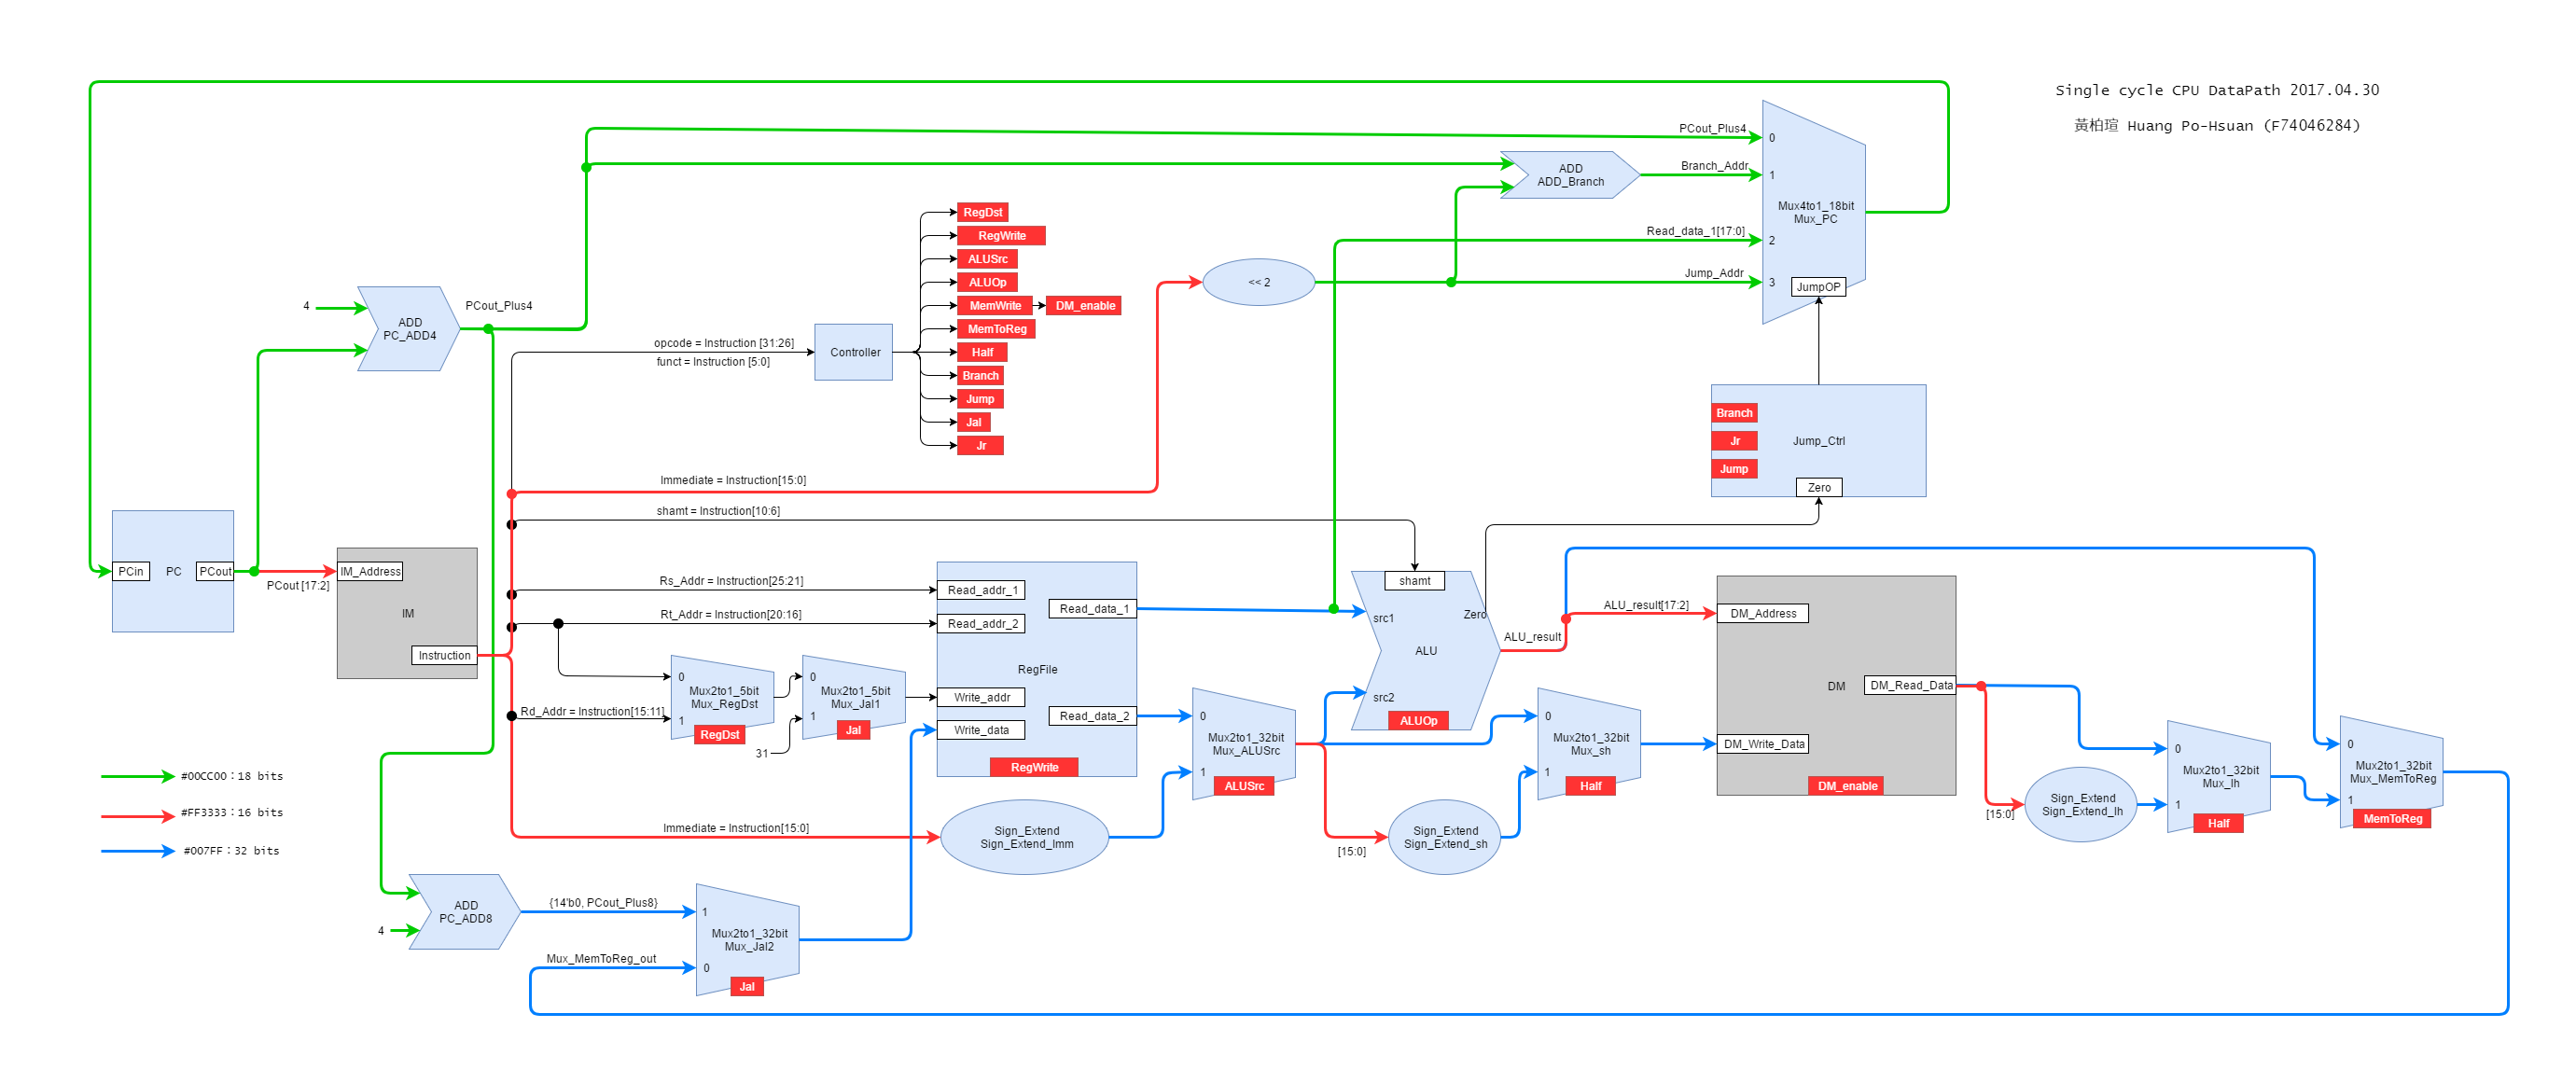 Single cycle CPU DataPath 2017.04.30
黃柏瑄 Huang Po-Hsuan (F74046284)
PCout_Plus4
0
ADD
ADD_Branch
Branch_Addr
1
Mux4to1_18bit
Mux_PC
Read_data_1[17:0]
2
Jump_Addr
3
JumpOP
<< 2
RegDst
RegWrite
ALUSrc
ALUOp
MemWrite
DM_enable
MemToReg
Half
Branch
Jump
Jal
Jr
4
ADD
PC_ADD4
PCout_Plus4
opcode = Instruction [31:26]
funct = Instruction [5:0]
Controller
Branch
Jr
Jump
Jump_Ctrl
Zero
Immediate = Instruction[15:0]
shamt = Instruction[10:6]
PCin
PC
PCout
PCout [17:2]
IM_Address
IM
Instruction
Rs_Addr = Instruction[25:21]
Rt_Addr = Instruction[20:16]
Rd_Addr = Instruction[15:11]
0
Mux2to1_5bit
Mux_RegDst
1
RegDst
0
Mux2to1_5bit
Mux_Jal1
1
Jal
31
Read_addr_1
Read_addr_2
Read_data_1
RegFile
Write_addr
Read_data_2
Write_data
RegWrite
0
Mux2to1_32bit
Mux_ALUSrc
1
ALUSrc
shamt
src1
Zero
ALU
src2
ALUOp
ALU_result
ALU_result[17:2]
0
Mux2to1_32bit
Mux_sh
1
Half
DM_Address
DM
DM_Read_Data
DM_Write_Data
DM_enable
0
Mux2to1_32bit
Mux_lh
1
Half
0
Mux2to1_32bit
Mux_MemToReg
1
MemToReg
[15:0]
Sign_Extend
Sign_Extend_lh
Immediate = Instruction[15:0]
Sign_Extend
Sign_Extend_Imm
[15:0]
Sign_Extend
Sign_Extend_sh
#00CC00：18 bits
#FF3333：16 bits
#007FF：32 bits
ADD
PC_ADD8
4
{14'b0, PCout_Plus8}
1
Mux2to1_32bit
Mux_Jal2
Mux_MemToReg_out
0
Jal